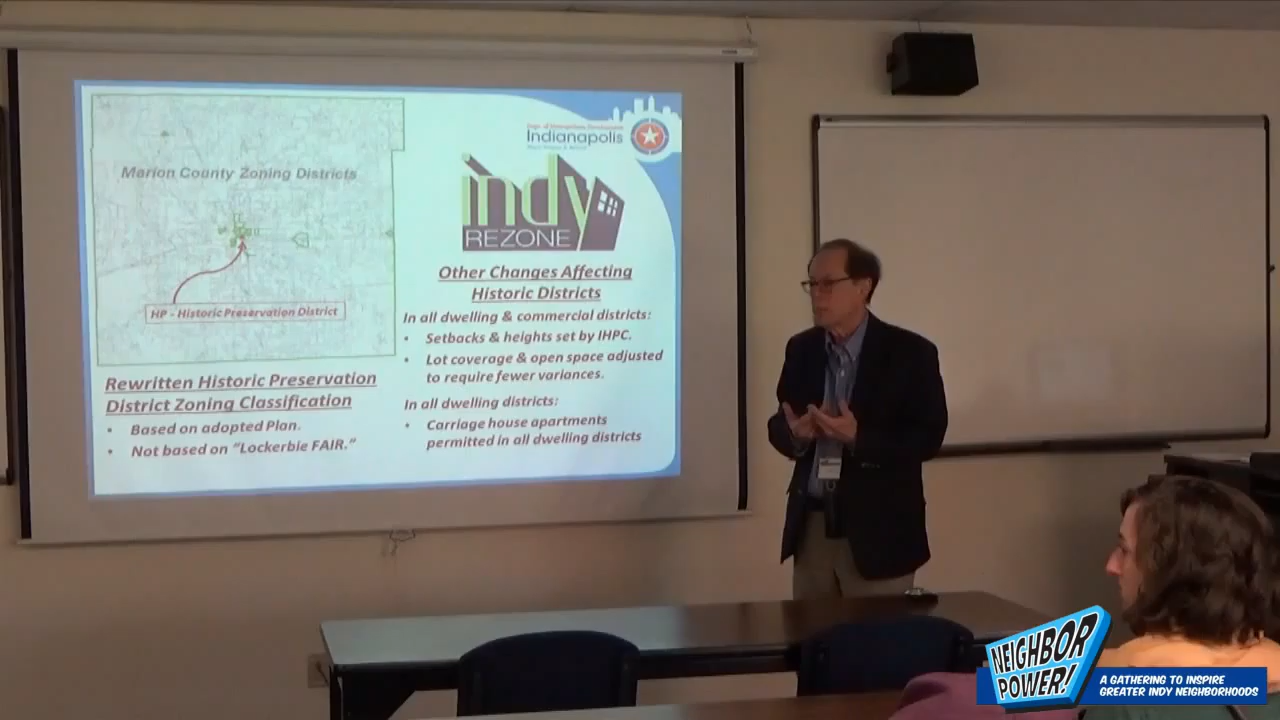 Marion County Zoning Districts
HP - Historic Preservation District
Rewritten Historic Preservation
District Zoning Classification
• Based on adopted Plan.
• Not based on “Lockerbie FAIR.”
Indianapolis
indy
REZONE
Other Changes Affecting
Historic Districts
In all dwelling & commercial districts:
• Setbacks & heights set by IHPC.
• Lot coverage & open space adjusted
to require fewer variances.
In all dwelling districts:
• Carriage house apartments
permitted in all dwelling districts
NEIGHBOR
POWER!
A GATHERING TO INSPIRE
GREATER INDY NEIGHBORHOODS